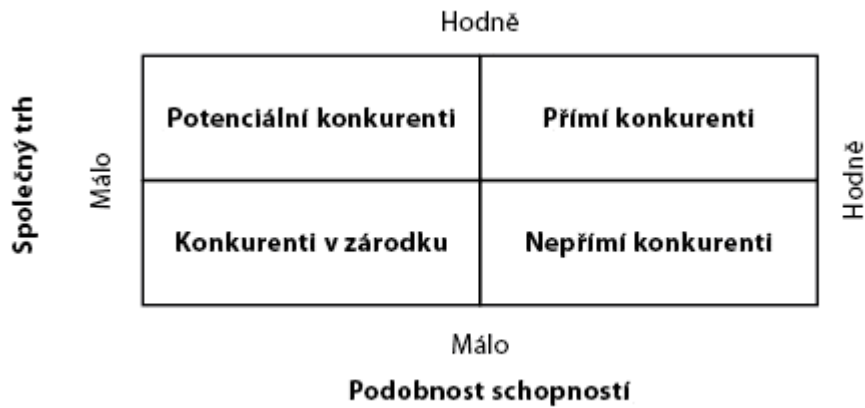 Hodně
Společný trh
Málo
Potenciální konkurenti
Přímí konkurenti
Hodně
Konkurenti v zárodku
Nepřímí konkurenti
Málo
Podobnost schopností